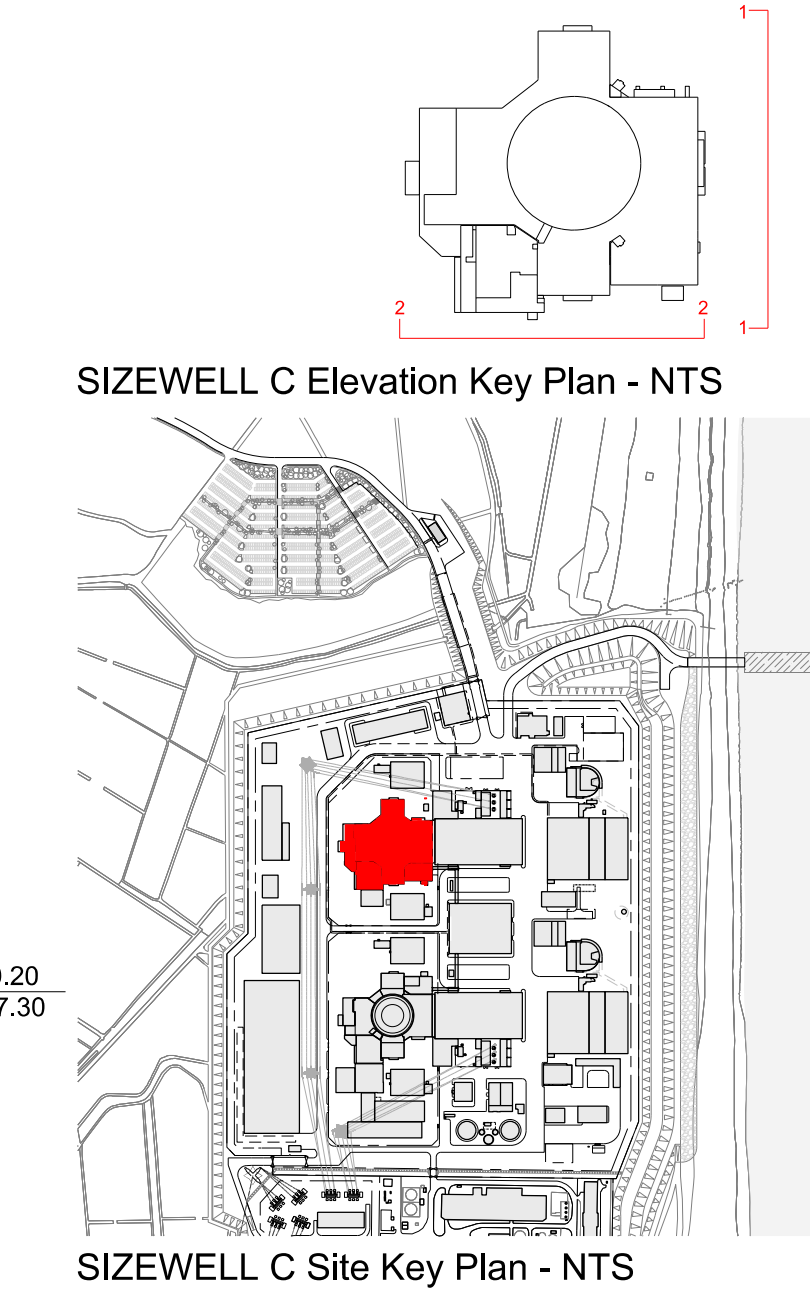 1
2 2
1
SIZEWELL C Elevation Key Plan - NTS
.20
7.30
SIZEWELL C Site Key Plan - NTS